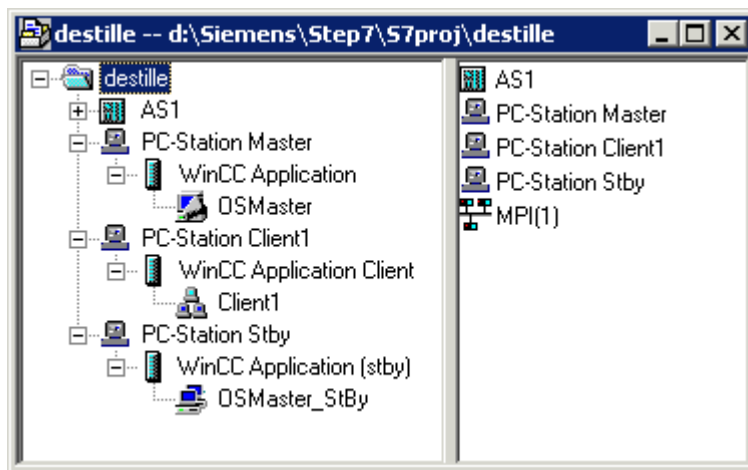 destille -- d:\Siemens\Step7\S7proj\destille
destille
AS1
PC-Station Master
WinCC Application
OSMaster
PC-Station Client1
WinCC Application Client
Client1
PC-Station Stby
WinCC Application (stby)
OSMaster_StBy
AS1
PC-Station Master
PC-Station Client1
PC-Station Stby
MPI(1)